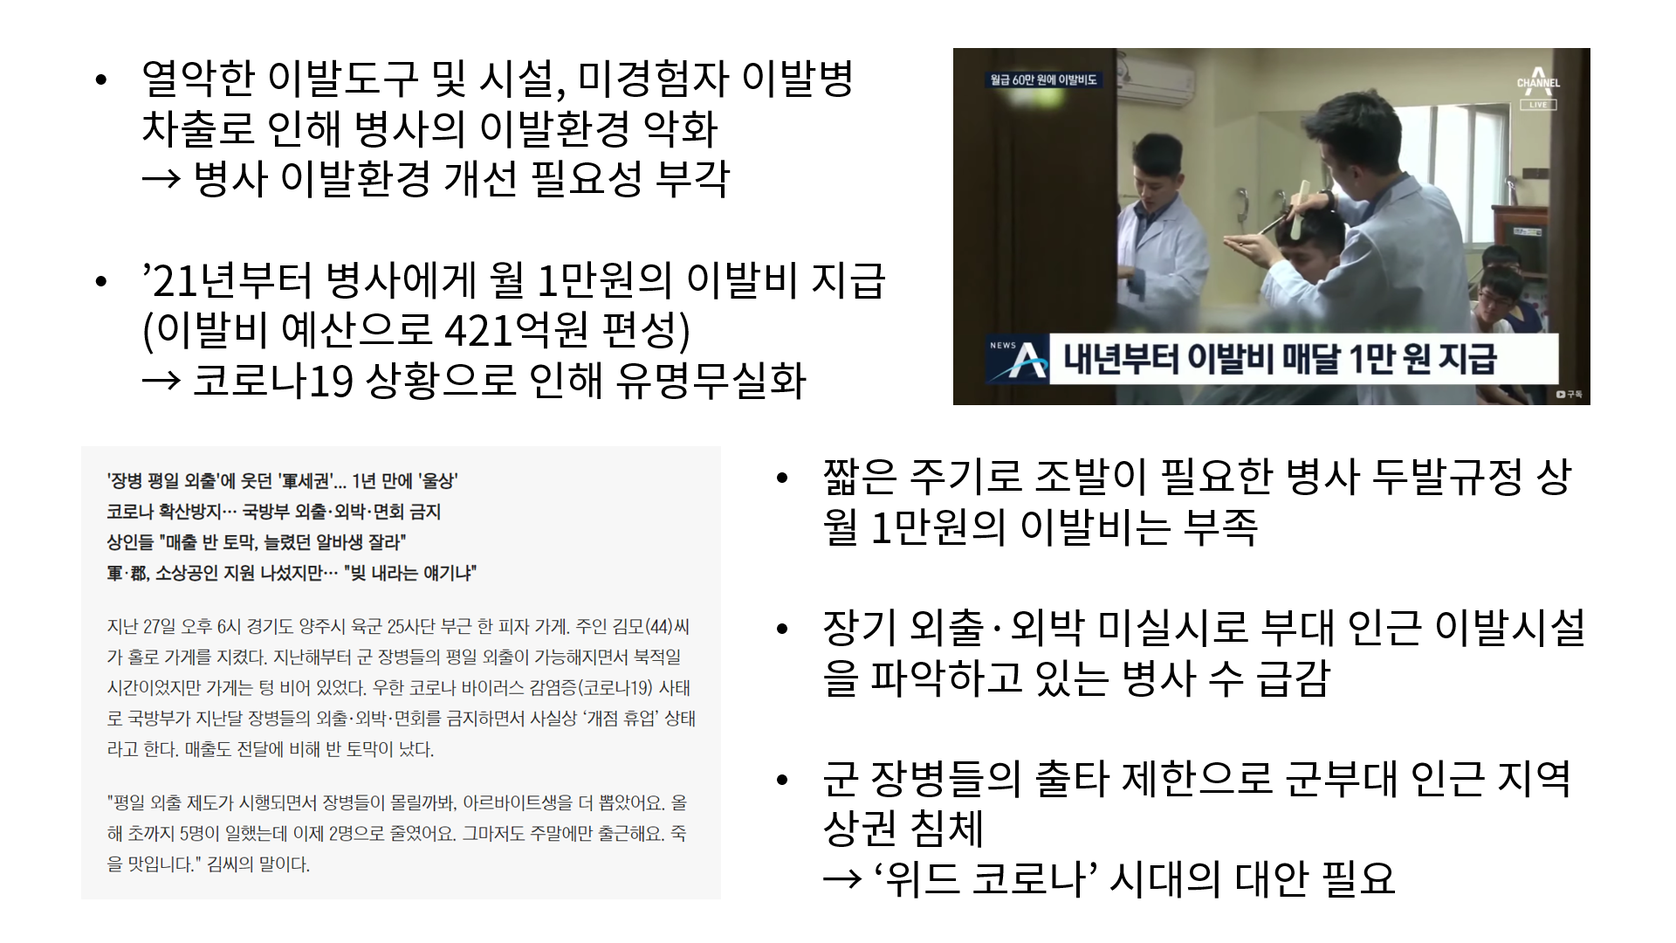 • 열악한 이발도구 및 시설, 미경험자 이발병
차출로 인해 병사의 이발환경 악화
→ 병사 이발환경 개선 필요성 부각
• ’21년부터 병사에게 월 1만원의 이발비 지급
(이발비 예산으로 421억원 편성)
→ 코로나19 상황으로 인해 유명무실화
월급 60만 원에 이발비도
CHANNEL A
LIVE
NEWS A
내년부터 이발비 매달 1만 원 지급
구독
'장병 평일 외출'에 웃던 '軍세권'... 1년 만에 '울상'
코로나 확산방지… 국방부 외출·외박·면회 금지
상인들 "매출 반 토막, 늘렸던 알바생 잘라"
軍·郡, 소상공인 지원 나섰지만… "빚 내라는 얘기냐"
지난 27일 오후 6시 경기도 양주시 육군 25사단 부근 한 피자 가게. 주인 김모(44)씨
가 홀로 가게를 지켰다. 지난해부터 군 장병들의 평일 외출이 가능해지면서 북적일
시간이었지만 가게는 텅 비어 있었다. 우한 코로나 바이러스 감염증(코로나19) 사태
로 국방부가 지난달 장병들의 외출·외박·면회를 금지하면서 사실상 ‘개점 휴업’ 상태
라고 한다. 매출도 전달에 비해 반 토막이 났다.
"평일 외출 제도가 시행되면서 장병들이 몰릴까봐, 아르바이트생을 더 뽑았어요. 올
해 초까지 5명이 일했는데 이제 2명으로 줄였어요. 그마저도 주말에만 출근해요. 죽
을 맛입니다." 김씨의 말이다.
• 짧은 주기로 조발이 필요한 병사 두발규정 상
월 1만원의 이발비는 부족
• 장기 외출·외박 미실시로 부대 인근 이발시설
을 파악하고 있는 병사 수 급감
• 군 장병들의 출타 제한으로 군부대 인근 지역
상권 침체
→ ‘위드 코로나’ 시대의 대안 필요